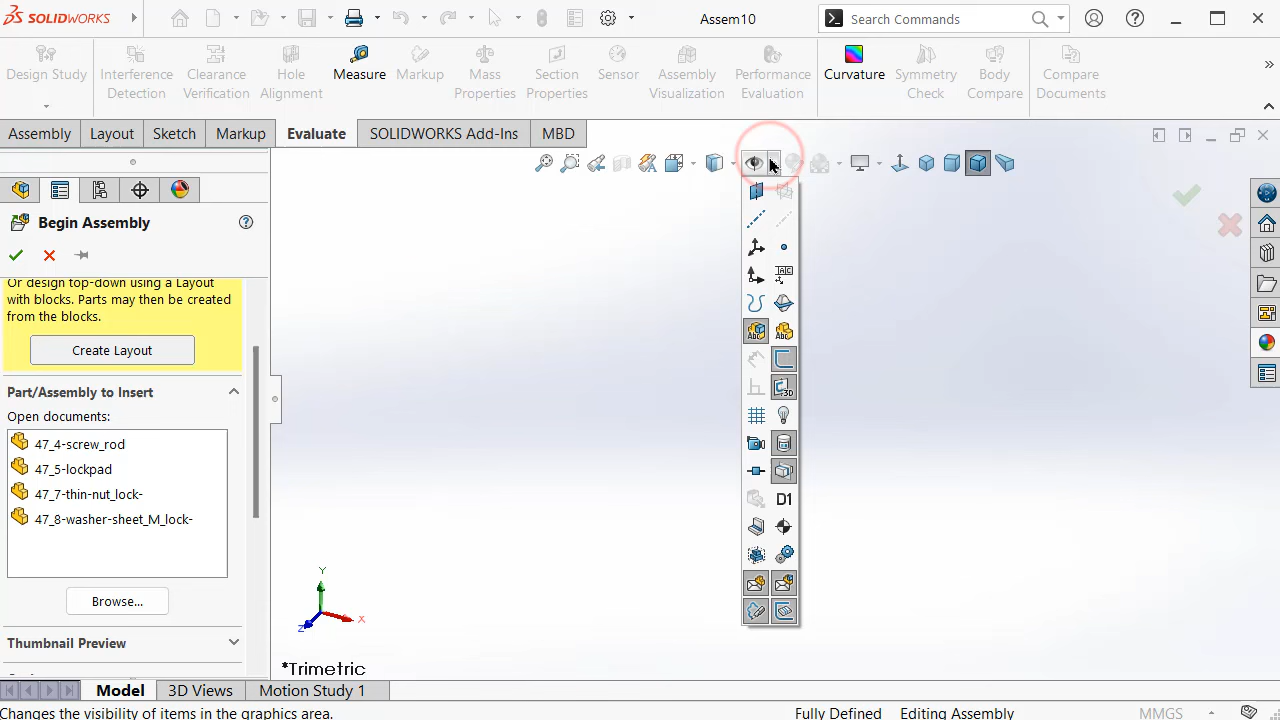 SOLIDWORKS
Assem10
Search Commands
Design Study
Interference Detection
Clearance Verification
Hole Alignment
Measure
Markup
Mass Properties
Section Properties
Sensor
Assembly Visualization
Performance Evaluation
Curvature
Symmetry Check
Body Compare
Compare Documents
Assembly
Layout
Sketch
Markup
Evaluate
SOLIDWORKS Add-Ins
MBD
Begin Assembly
Or design top-down using a Layout
with blocks. Parts may then be created
from the blocks.
Create Layout
Part/Assembly to Insert
Open documents:
47_4-screw_rod
47_5-lockpad
47_7-thin-nut_lock-
47_8-washer-sheet_M_lock-
Browse...
Thumbnail Preview
D1
Y
X
Z
*Trimetric
Model
3D Views
Motion Study 1
Changes the visibility of items in the graphics area.
Fully Defined
Editing Assembly
MMGS